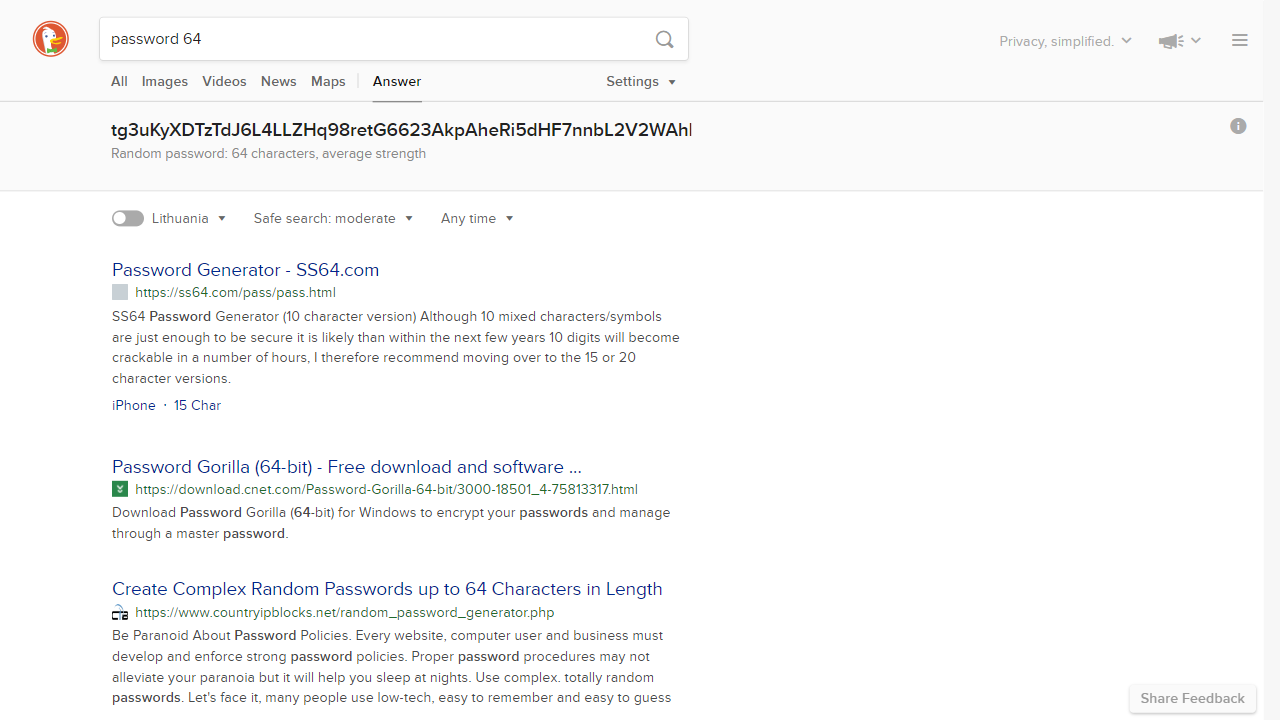 password 64
Privacy, simplified.
All Images Videos News Maps Answer Settings
tg3uKyXDTzTdJ6L4LLZHq98retG6623AkpAheRi5dHF7nnbL2V2WAh
Random password: 64 characters, average strength
Lithuania Safe search: moderate Any time
Password Generator - SS64.com
https://ss64.com/pass/pass.html
SS64 Password Generator (10 character version) Although 10 mixed characters/symbols
are just enough to be secure it is likely than within the next few years 10 digits will become
crackable in a number of hours, I therefore recommend moving over to the 15 or 20
character versions.
iPhone · 15 Char
Password Gorilla (64-bit) - Free download and software ...
https://download.cnet.com/Password-Gorilla-64-bit/3000-18501_4-75813317.html
Download Password Gorilla (64-bit) for Windows to encrypt your passwords and manage
through a master password.
Create Complex Random Passwords up to 64 Characters in Length
https://www.countryipblocks.net/random_password_generator.php
Be Paranoid About Password Policies. Every website, computer user and business must
develop and enforce strong password policies. Proper password procedures may not
alleviate your paranoia but it will help you sleep at nights. Use complex. totally random
passwords. Let's face it, many people use low-tech, easy to remember and easy to guess
Share Feedback